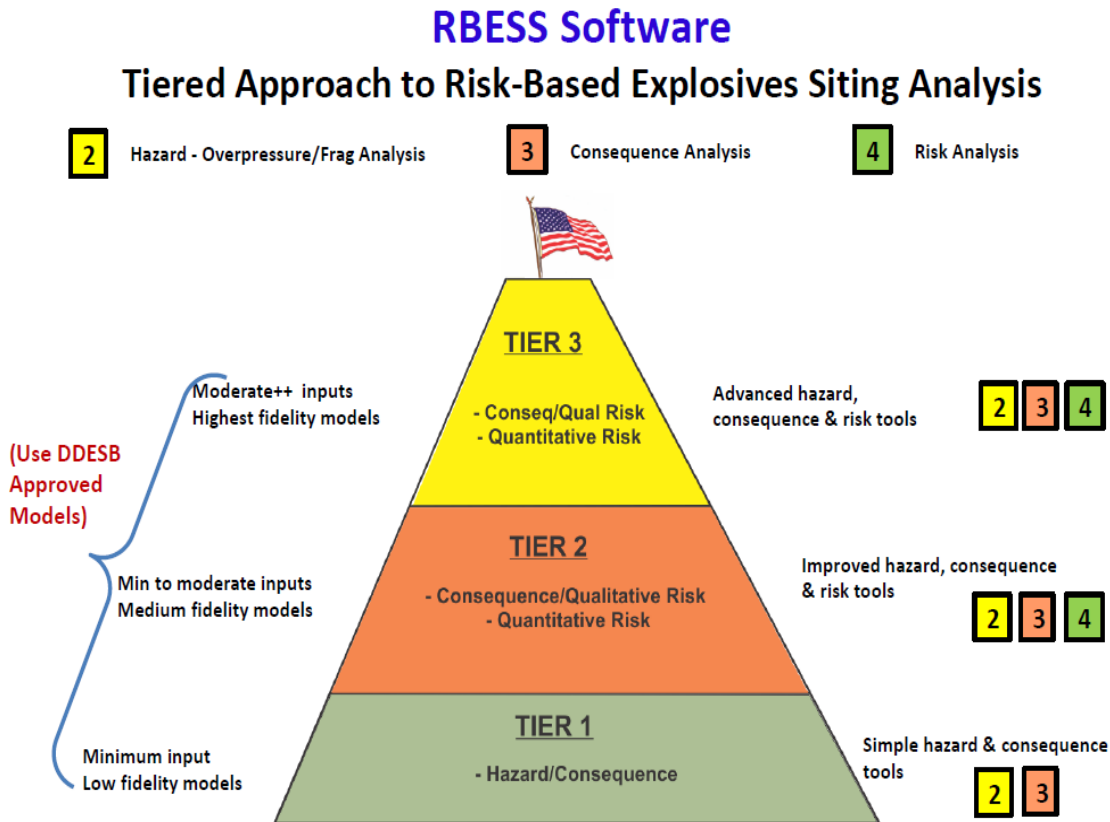 RBESS Software
Tiered Approach to Risk-Based Explosives Siting Analysis
2 Hazard - Overpressure/Frag Analysis
3 Consequence Analysis
4 Risk Analysis
TIER 3
- Conseq/Qual Risk
- Quantitative Risk
Moderate++ inputs
Highest fidelity models
Advanced hazard,
consequence & risk tools
2 3 4
(Use DDESB
Approved
Models)
TIER 2
- Consequence/Qualitative Risk
- Quantitative Risk
Min to moderate inputs
Medium fidelity models
Improved hazard, consequence
& risk tools
2 3 4
TIER 1
- Hazard/Consequence
Minimum input
Low fidelity models
Simple hazard & consequence
tools
2 3